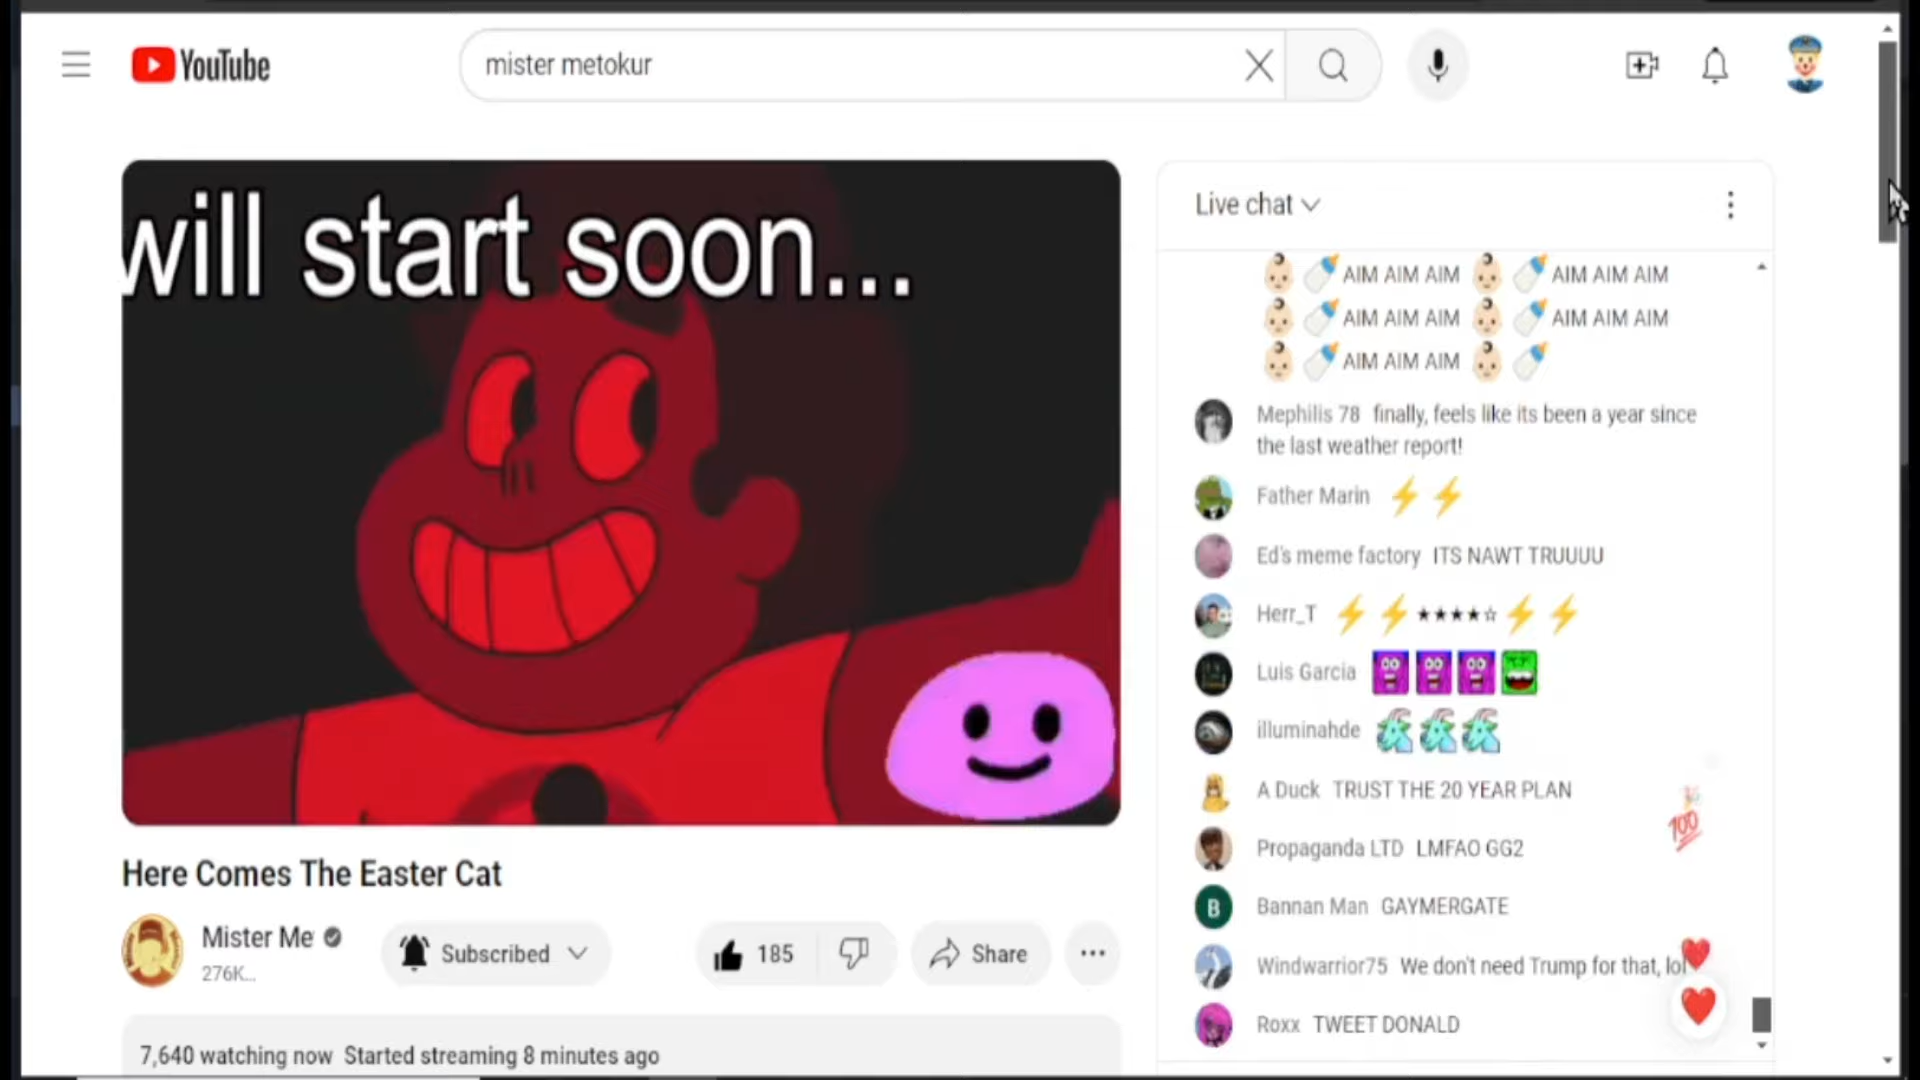 YouTube
mister metokur
will start soon...
Live chat
AIM AIM AIM AIM AIM AIM
AIM AIM AIM AIM AIM AIM
AIM AIM AIM
Mephilis 78 finally, feels like its been a year since
the last weather report!
Father Marin
Ed's meme factory ITS NAWT TRUUUU
Herr_T ★★★★☆
Luis Garcia
illuminahde
A Duck TRUST THE 20 YEAR PLAN
100
Propaganda LTD LMFAO GG2
B Bannan Man GAYMERGATE
Windwarrior75 We don't need Trump for that, lol
Roxx TWEET DONALD
Here Comes The Easter Cat
Mister Me
276K...
Subscribed
185
Share
7,640 watching now Started streaming 8 minutes ago